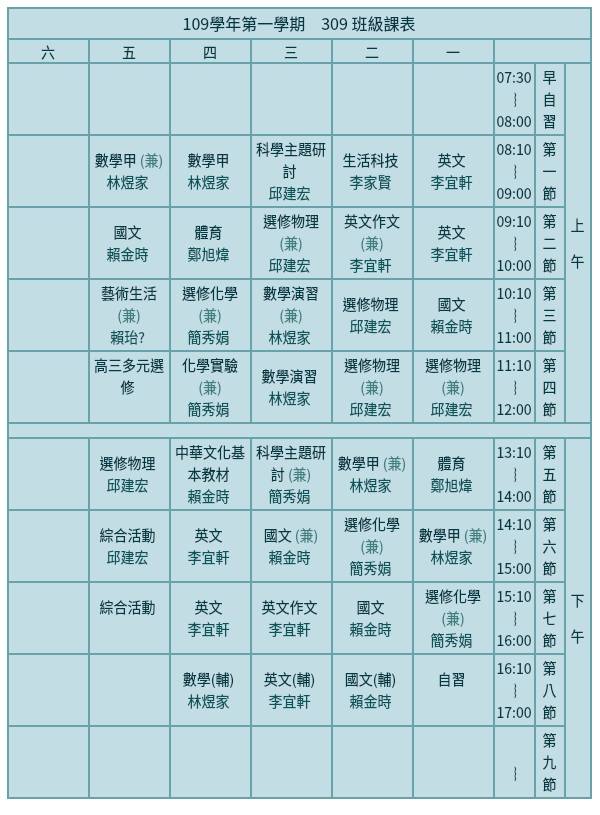 109學年第一學期　309 班級課表
六 五 四 三 二 一
07:30
︴
08:00
早
自
習
上
午
數學甲 (兼)
林煜家
數學甲
林煜家
科學主題研
討
邱建宏
生活科技
李家賢
英文
李宜軒
08:10
︴
09:00
第
一
節
國文
賴金時
體育
鄭旭煒
選修物理
(兼)
邱建宏
英文作文
(兼)
李宜軒
英文
李宜軒
09:10
︴
10:00
第
二
節
藝術生活
(兼)
賴珆?
選修化學
(兼)
簡秀娟
數學演習
(兼)
林煜家
選修物理
邱建宏
國文
賴金時
10:10
︴
11:00
第
三
節
高三多元選
修
化學實驗
(兼)
簡秀娟
數學演習
林煜家
選修物理
(兼)
邱建宏
選修物理
(兼)
邱建宏
11:10
︴
12:00
第
四
節
選修物理
邱建宏
中華文化基
本教材
賴金時
科學主題研
討 (兼)
簡秀娟
數學甲 (兼)
林煜家
體育
鄭旭煒
13:10
︴
14:00
第
五
節
下
午
綜合活動
邱建宏
英文
李宜軒
國文 (兼)
賴金時
選修化學
(兼)
簡秀娟
數學甲 (兼)
林煜家
14:10
︴
15:00
第
六
節
綜合活動
英文
李宜軒
英文作文
李宜軒
國文
賴金時
選修化學
(兼)
簡秀娟
15:10
︴
16:00
第
七
節
數學(輔)
林煜家
英文(輔)
李宜軒
國文(輔)
賴金時
自習
16:10
︴
17:00
第
八
節
︴
第
九
節